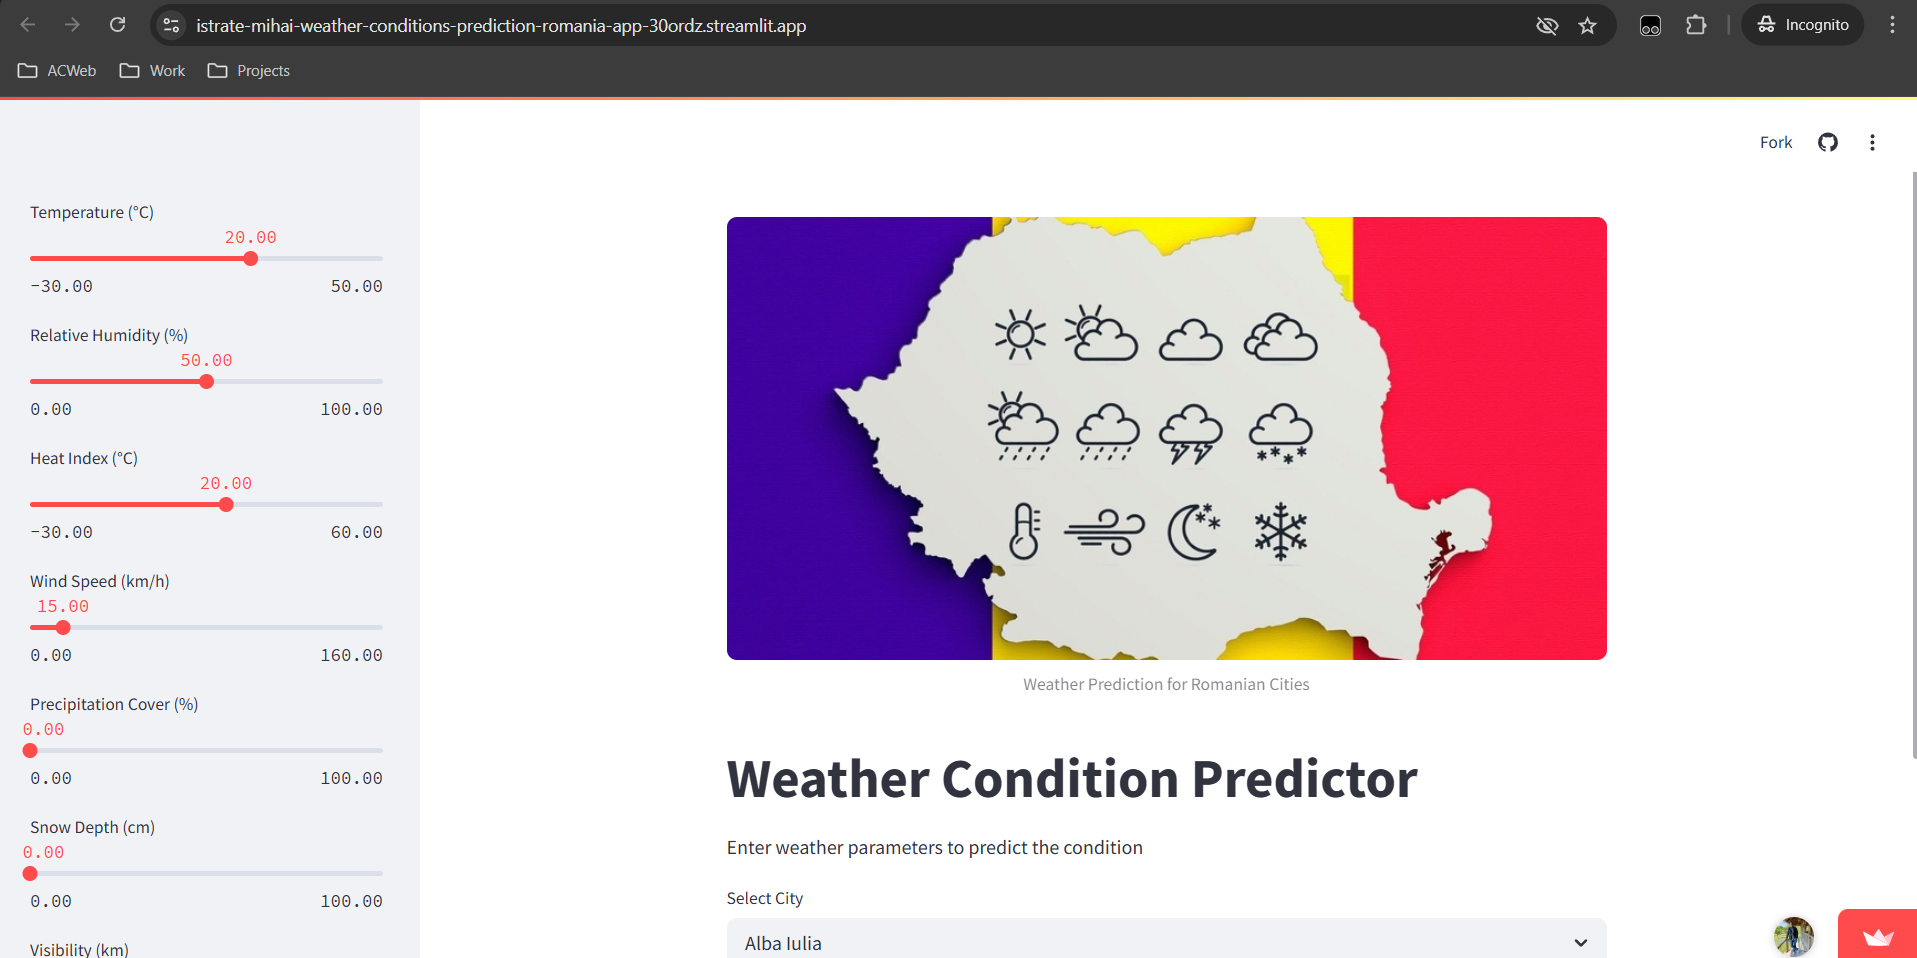 istrate-mihai-weather-conditions-prediction-romania-app-30ordz.streamlit.app
Incognito
ACWeb
Work
Projects
Fork
Temperature (°C)
20.00
-30.00 50.00
Relative Humidity (%)
50.00
0.00 100.00
Heat Index (°C)
20.00
-30.00 60.00
Wind Speed (km/h)
15.00
0.00 160.00
Precipitation Cover (%)
0.00
0.00 100.00
Snow Depth (cm)
0.00
0.00 100.00
Visibility (km)
Weather Prediction for Romanian Cities
Weather Condition Predictor
Enter weather parameters to predict the condition
Select City
Alba Iulia